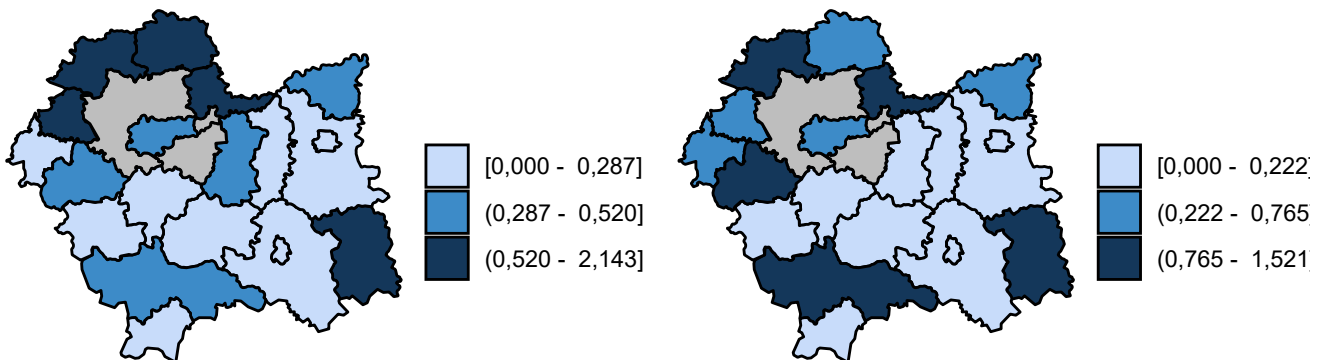 [0,000 - 0,287]
(0,287 - 0,520]
(0,520 - 2,143]
[0,000 - 0,222]
(0,222 - 0,765]
(0,765 - 1,521]